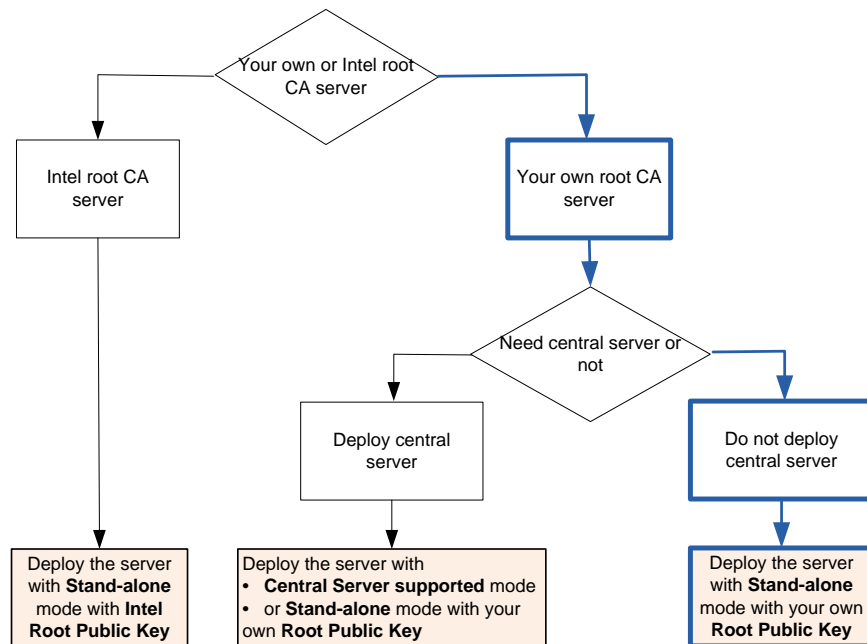 Your own or Intel root
CA server
Intel root CA
server
Your own root CA
server
Need central server or
not
Deploy central
server
Do not deploy
central server
Deploy the server
with Stand-alone
mode with Intel
Root Public Key
Deploy the server with
• Central Server supported mode
• or Stand-alone mode with your
own Root Public Key
Deploy the server
with Stand-alone
mode with your own
Root Public Key